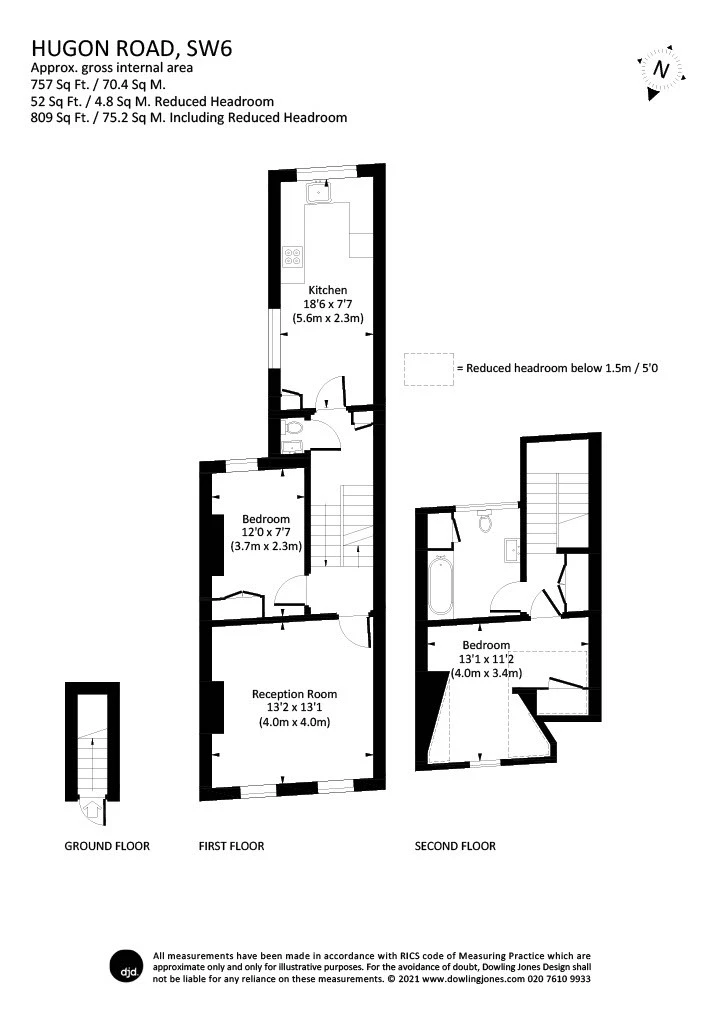 HUGON ROAD, SW6
Approx. gross internal area
757 Sq Ft. / 70.4 Sq M.
52 Sq Ft. / 4.8 Sq M. Reduced Headroom
809 Sq Ft. / 75.2 Sq M. Including Reduced Headroom
N
Kitchen
18'6 x 7'7
(5.6m x 2.3m)
= Reduced headroom below 1.5m / 5'0
Bedroom
12'0 x 7'7
(3.7m x 2.3m)
Bedroom
13'1 x 11'2
(4.0m x 3.4m)
Reception Room
13'2 x 13'1
(4.0m x 4.0m)
GROUND FLOOR
FIRST FLOOR
SECOND FLOOR
djd.
All measurements have been made in accordance with RICS code of Measuring Practice which are
approximate only and only for illustrative purposes. For the avoidance of doubt, Dowling Jones Design shall
not be liable for any reliance on these measurements. © 2021 www.dowlingjones.com 020 7610 9933